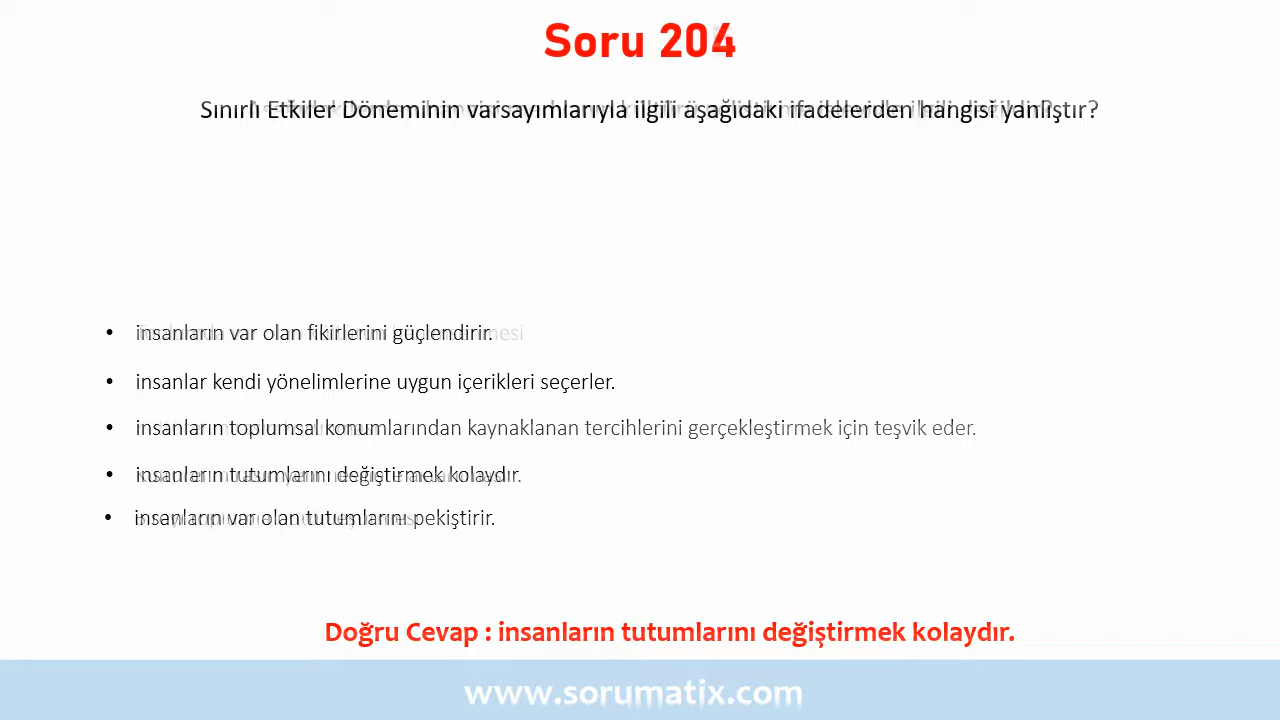 Soru 204
Sınırlı Etkiler Döneminin varsayımlarıyla ilgili aşağıdaki ifadelerden hangisi yanlıştır?
• insanların var olan fikirlerini güçlendirir.
• insanlar kendi yönelimlerine uygun içerikleri seçerler.
• insanların toplumsal konumlarından kaynaklanan tercihlerini gerçekleştirmek için teşvik eder.
• insanların tutumlarını değiştirmek kolaydır.
• insanların var olan tutumlarını pekiştirir.
Doğru Cevap : insanların tutumlarını değiştirmek kolaydır.
www.sorumatix.com